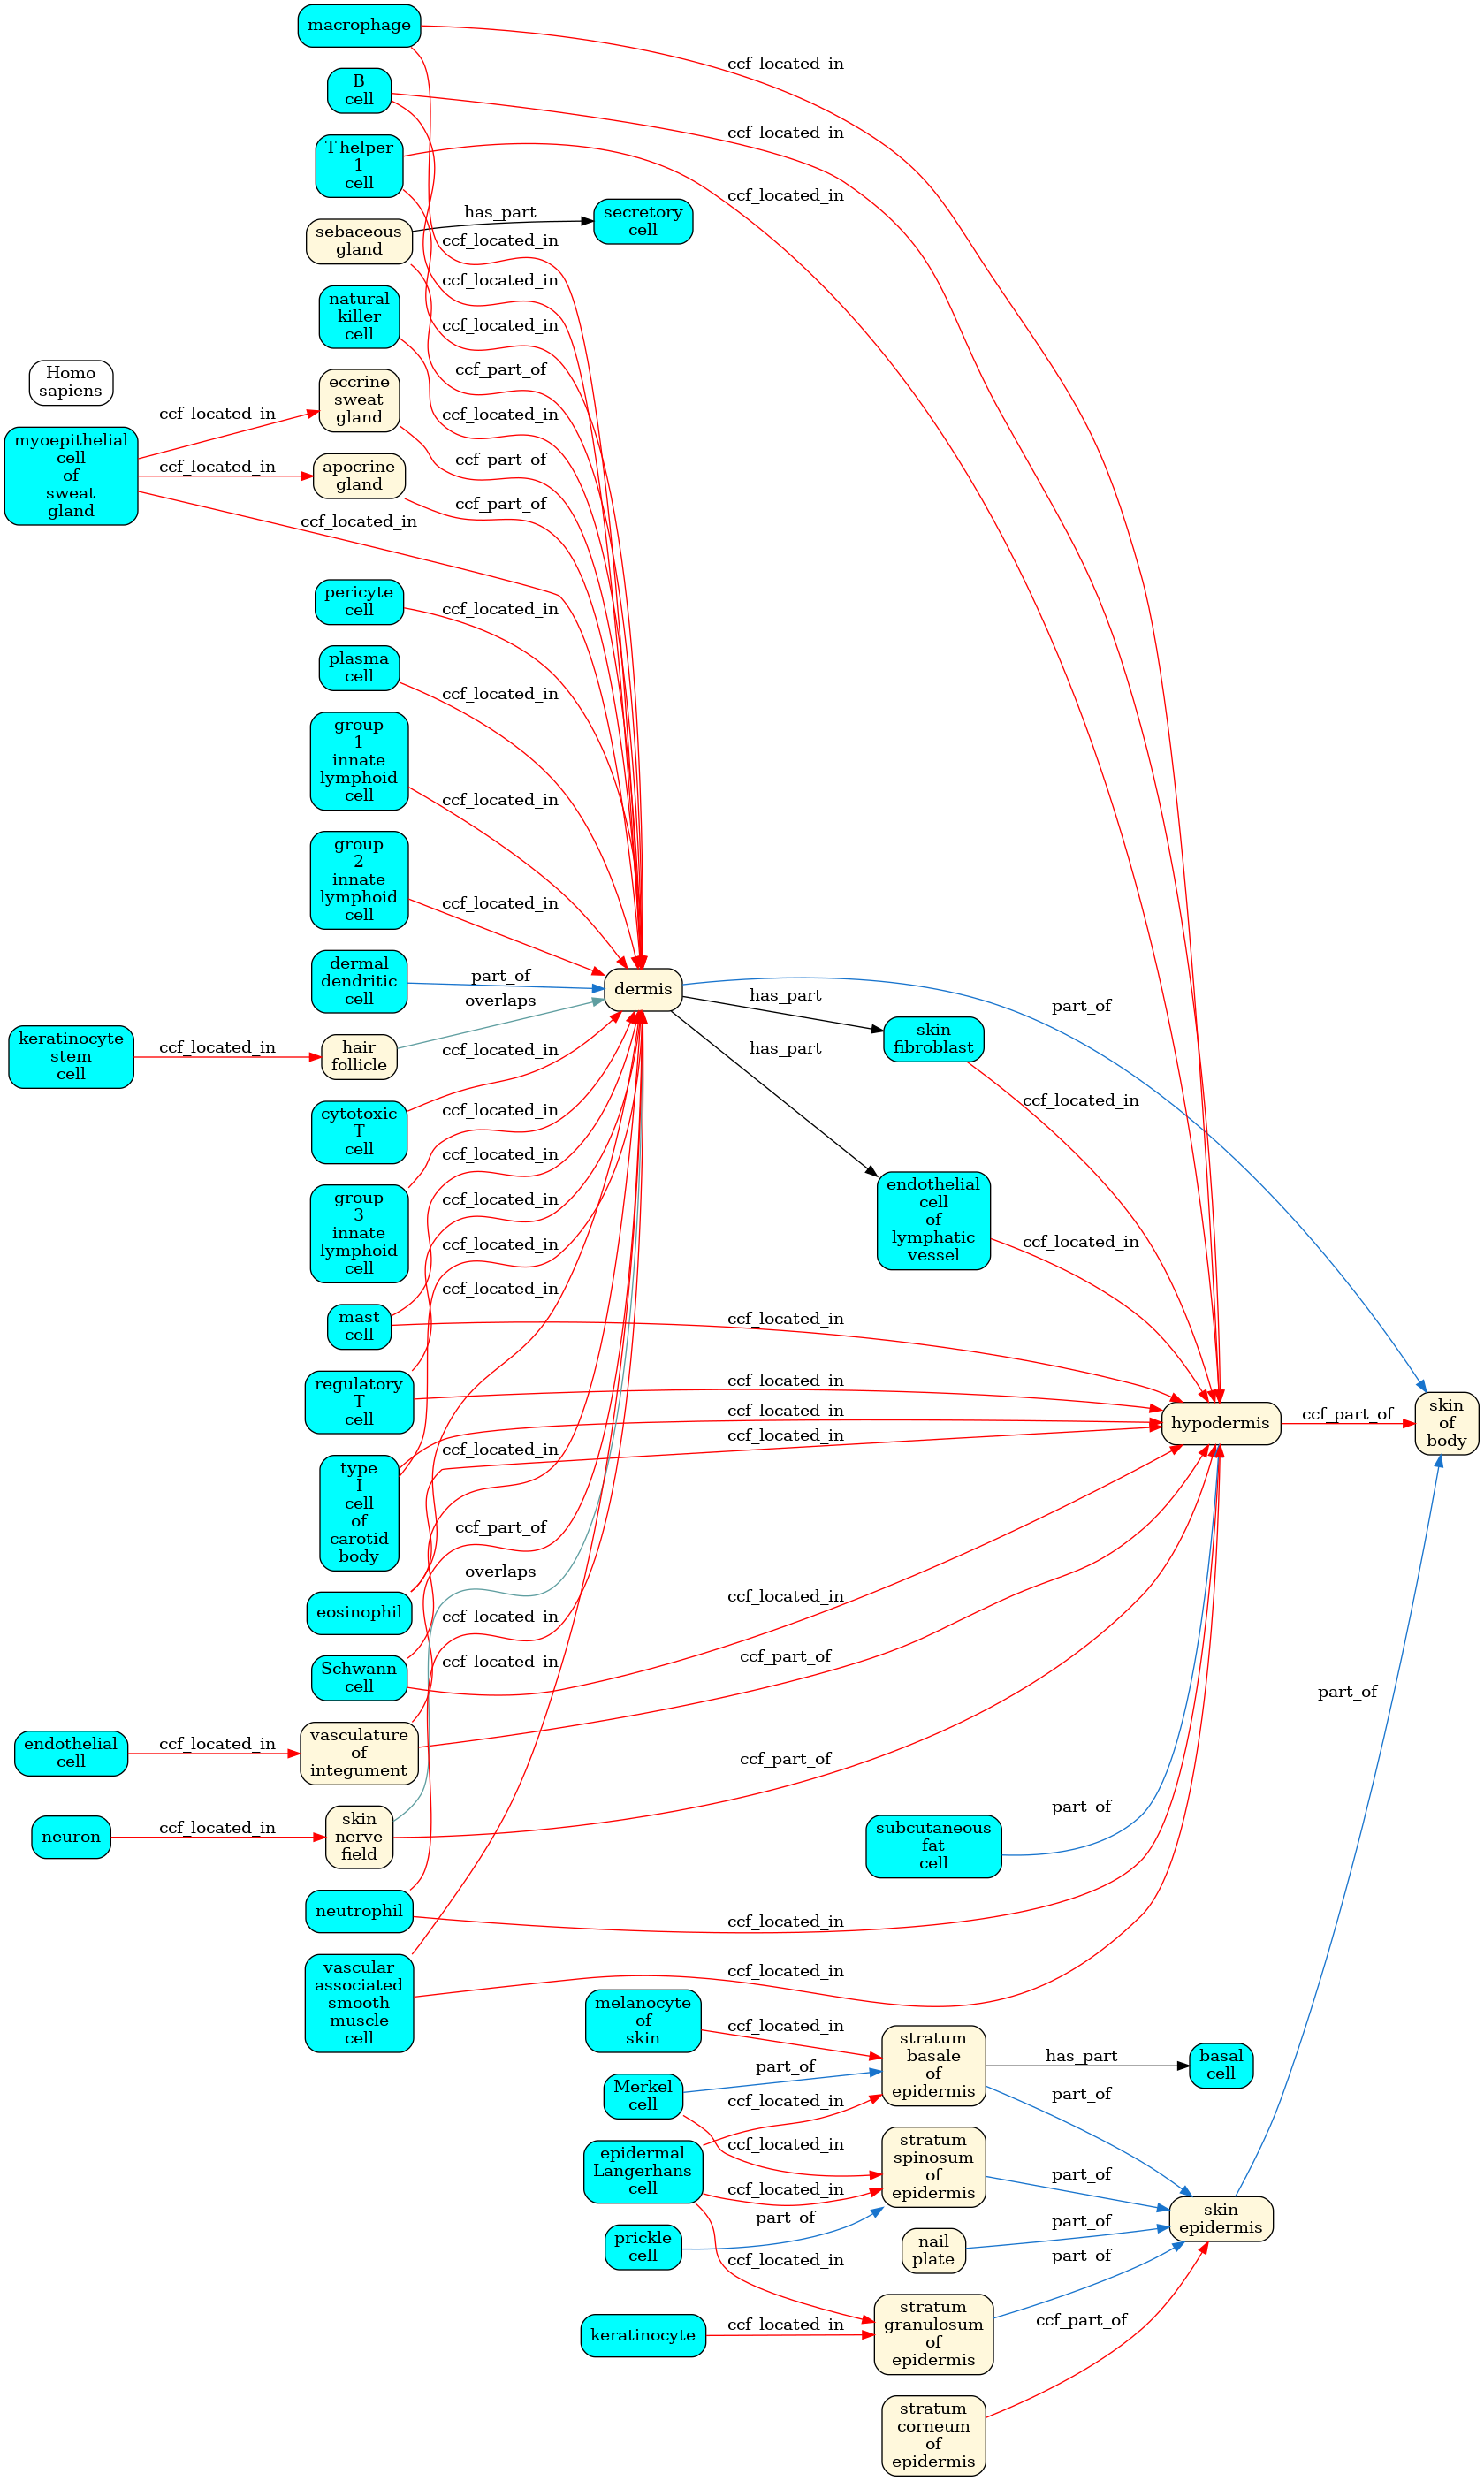 macrophage
B
cell
T-helper
1
cell
sebaceous
gland
natural
killer
cell
eccrine
sweat
gland
apocrine
gland
Homo
sapiens
myoepithelial
cell
of
sweat
gland
pericyte
cell
plasma
cell
group
1
innate
lymphoid
cell
group
2
innate
lymphoid
cell
dermal
dendritic
cell
keratinocyte
stem
cell
hair
follicle
cytotoxic
T
cell
group
3
innate
lymphoid
cell
mast
cell
regulatory
T
cell
type
I
cell
of
carotid
body
eosinophil
Schwann
cell
endothelial
cell
vasculature
of
integument
neuron
skin
nerve
field
neutrophil
vascular
associated
smooth
muscle
cell
ccf_located_in
ccf_located_in
ccf_located_in
ccf_located_in
ccf_located_in
ccf_located_in
has_part
secretory
cell
ccf_located_in
ccf_located_in
ccf_located_in
ccf_part_of
ccf_located_in
ccf_part_of
ccf_part_of
ccf_located_in
ccf_located_in
ccf_located_in
ccf_located_in
part_of
overlaps
ccf_located_in
ccf_located_in
ccf_located_in
ccf_located_in
ccf_located_in
ccf_located_in
ccf_located_in
ccf_part_of
overlaps
ccf_located_in
ccf_located_in
dermis
ccf_located_in
ccf_located_in
ccf_located_in
has_part
has_part
part_of
skin
fibroblast
endothelial
cell
of
lymphatic
vessel
ccf_located_in
ccf_located_in
ccf_located_in
ccf_located_in
ccf_located_in
ccf_located_in
hypodermis
ccf_part_of
skin
of
body
ccf_located_in
ccf_part_of
ccf_part_of
part_of
subcutaneous
fat
cell
ccf_located_in
ccf_located_in
part_of
melanocyte
of
skin
Merkel
cell
epidermal
Langerhans
cell
prickle
cell
keratinocyte
ccf_located_in
part_of
ccf_located_in
ccf_located_in
ccf_located_in
part_of
ccf_located_in
ccf_located_in
stratum
basale
of
epidermis
stratum
spinosum
of
epidermis
nail
plate
stratum
granulosum
of
epidermis
stratum
corneum
of
epidermis
has_part
part_of
part_of
part_of
part_of
ccf_part_of
basal
cell
skin
epidermis